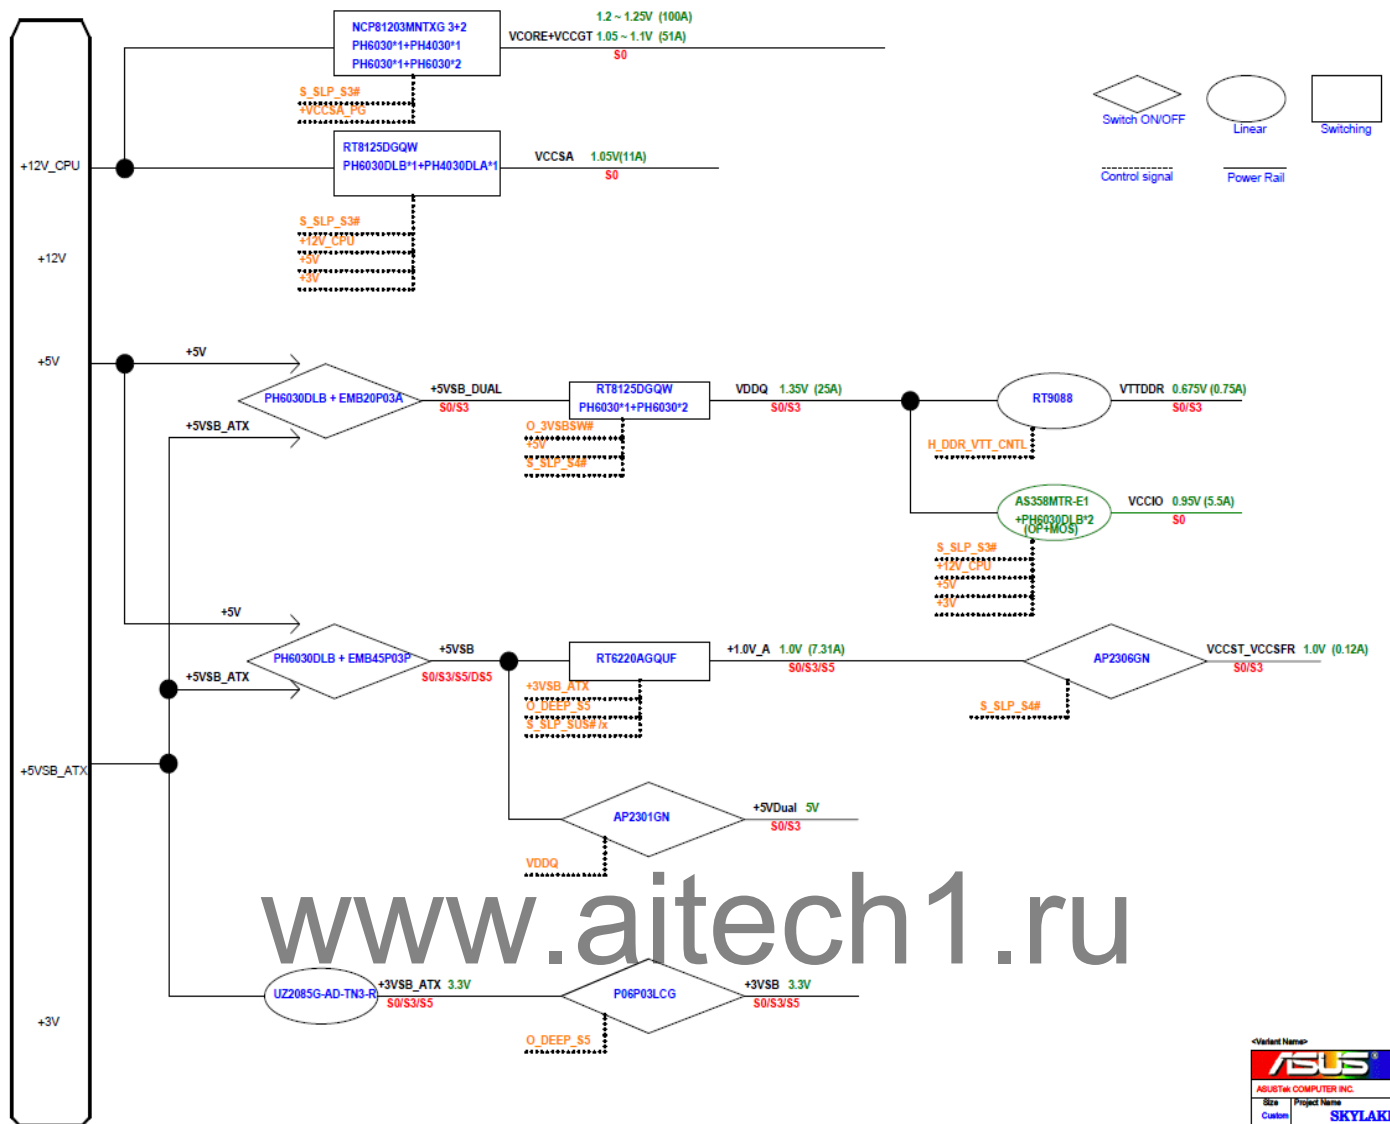 NCP81203MNTXG 3+2
PH6030*1+PH4030*1
PH6030*1+PH6030*2
1.2 ~ 1.25V (100A)
VCORE+VCCGT 1.05 ~ 1.1V (51A)
S0
S_SLP_S3#
+VCCSA_PG
Switch ON/OFF
Linear
Switching
Control signal
Power Rail
+12V_CPU
RT8125DGQW
PH6030DLB*1+PH4030DLA*1
VCCSA 1.05V(11A)
S0
S_SLP_S3#
+12V_CPU
+5V
+3V
+12V
+5V
+5V
PH6030DLB + EMB20P03A
+5VSB_ATX
+5VSB_DUAL
S0/S3
RT8125DGQW
PH6030*1+PH6030*2
O_3VSBSW#
+5V
S_SLP_S4#
VDDQ 1.35V (25A)
S0/S3
RT9088
H_DDR_VTT_CNTL
VTTDDR 0.675V (0.75A)
S0/S3
AS358MTR-E1
+PH6030DLB*2
(OP+MOS)
VCCIO 0.95V (5.5A)
S0
S_SLP_S3#
+12V_CPU
+5V
+3V
+5V
PH6030DLB + EMB45P03P
+5VSB_ATX
+5VSB
S0/S3/S5/DS5
RT6220AGQUF
+3VSB_ATX
O_DEEP_S5
S_SLP_SUS# /x
+1.0V_A 1.0V (7.31A)
S0/S3/S5
AP2306GN
S_SLP_S4#
VCCST_VCCSFR 1.0V (0.12A)
S0/S3
+5VSB_ATX
AP2301GN
VDDQ
+5VDual 5V
S0/S3
www.aitech1.ru
UZ2085G-AD-TN3-R
+3VSB_ATX 3.3V
S0/S3/S5
P06P03LCG
O_DEEP_S5
+3VSB 3.3V
S0/S3/S5
+3V
<Variant Name>
ASUS
ASUSTek COMPUTER INC.
Size Project Name
Custom SKYLAKE